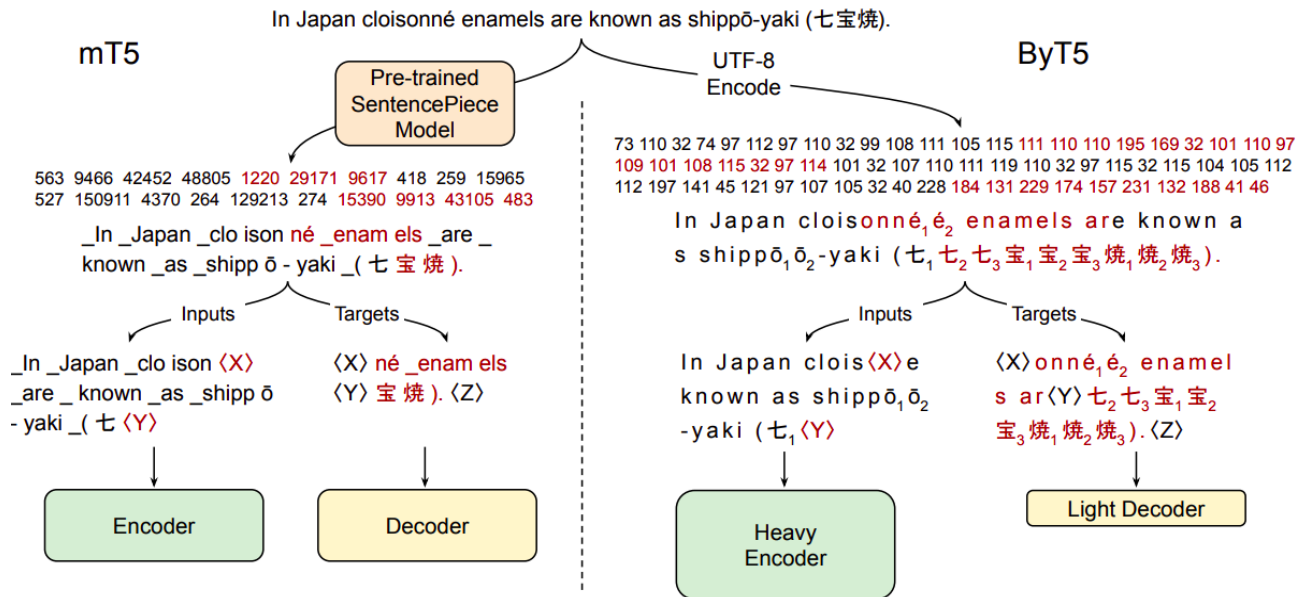 In Japan cloisonné enamels are known as shippō-yaki (七宝焼).
mT5
Pre-trained
SentencePiece
Model
563 9466 42452 48805 1220 29171 9617 418 259 15965
527 150911 4370 264 129213 274 15390 9913 43105 483
_In _Japan _clo ison né _enam els _are _
known _as _shipp ō - yaki _( 七 宝 焼 ).
Inputs
Targets
_In _Japan _clo ison ⟨X⟩
_are _ known _as _shipp ō
- yaki _( 七 ⟨Y⟩
⟨X⟩ né _enam els
⟨Y⟩ 宝 焼 ). ⟨Z⟩
Encoder
Decoder
ByT5
UTF-8
Encode
73 110 32 74 97 112 97 110 32 99 108 111 105 115 111 110 110 195 169 32 101 110 97
109 101 108 115 32 97 114 101 32 107 110 111 119 110 32 97 115 32 115 104 105 112
112 197 141 45 121 97 107 105 32 40 228 184 131 229 174 157 231 132 188 41 46
In Japan cloisonné₁é₂ enamels are known a
s shippō₁ō₂-yaki (七₁七₂七₃宝₁宝₂宝₃焼₁焼₂焼₃).
Inputs
Targets
In Japan clois⟨X⟩e
known as shippō₁ō₂
-yaki (七₁⟨Y⟩
⟨X⟩onné₁é₂ enamel
s ar⟨Y⟩七₂七₃宝₁宝₂
宝₃焼₁焼₂焼₃).⟨Z⟩
Heavy
Encoder
Light Decoder